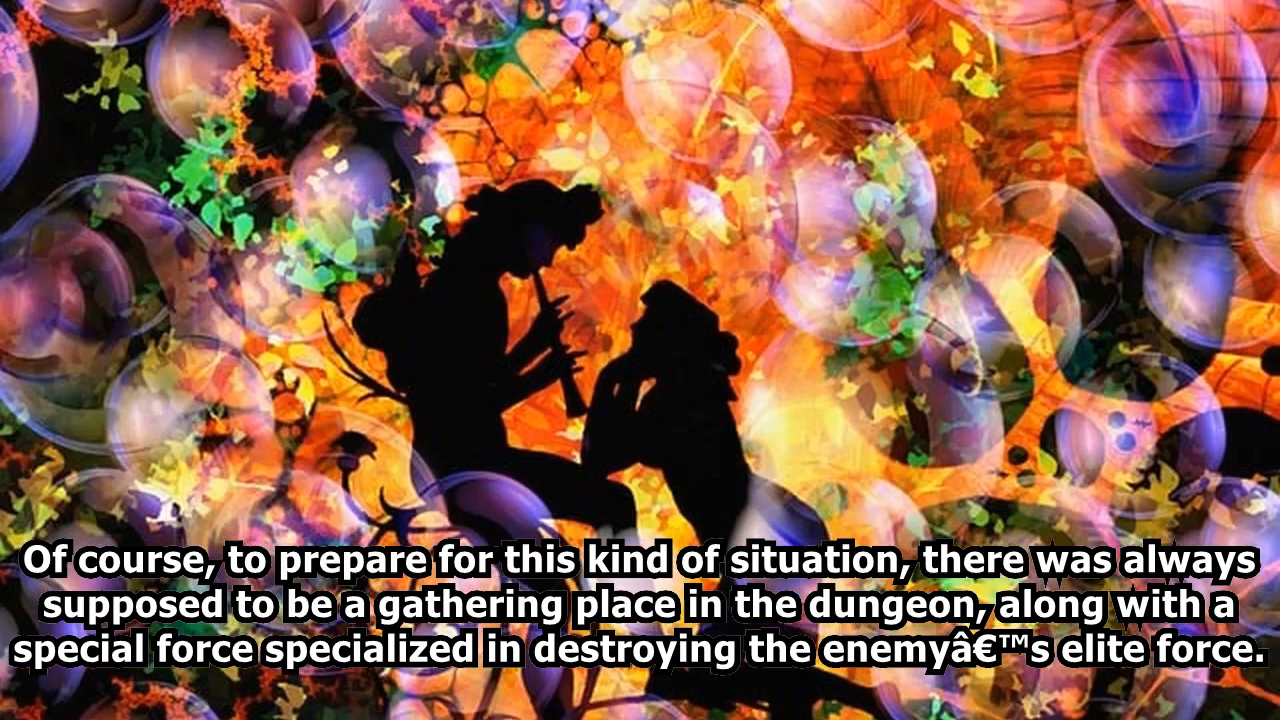 Of course, to prepare for this kind of situation, there was always
supposed to be a gathering place in the dungeon, along with a
special force specialized in destroying the enemyâ€™s elite force.